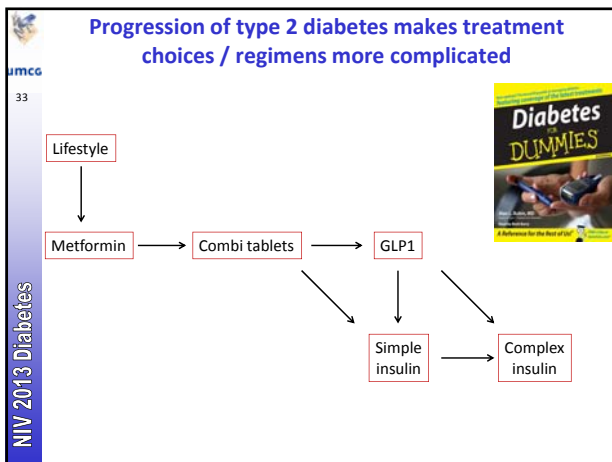 Progression of type 2 diabetes makes treatment
choices / regimens more complicated
umcg
33
NIV 2013 Diabetes
Lifestyle
Metformin
Combi tablets
GLP1
Simple
insulin
Complex
insulin
Diabetes
FOR
DUMMIES
A Reference for the Rest of Us!